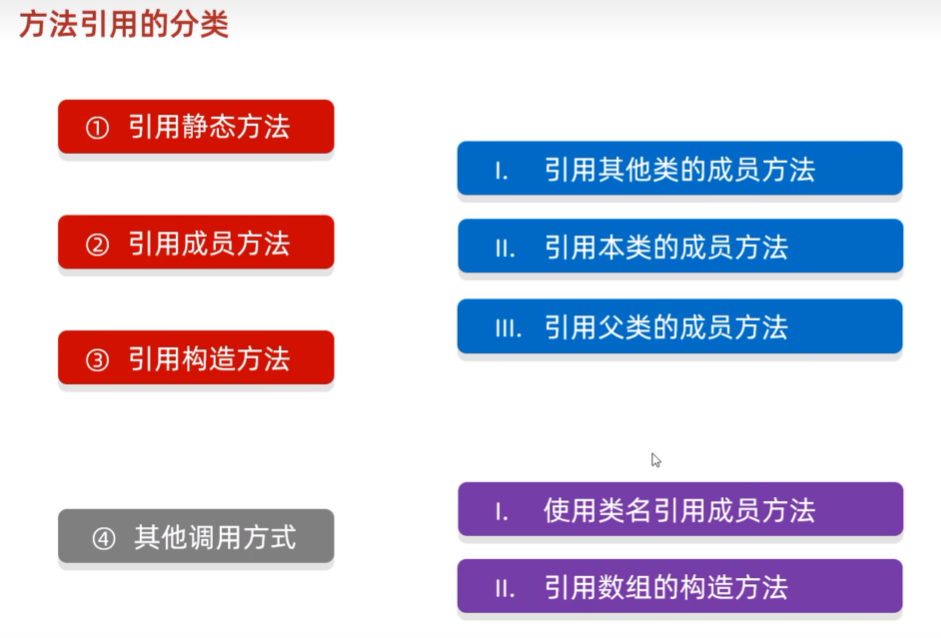 方法引用的分类
① 引用静态方法
② 引用成员方法
I. 引用其他类的成员方法
II. 引用本类的成员方法
III. 引用父类的成员方法
③ 引用构造方法
④ 其他调用方式
I. 使用类名引用成员方法
II. 引用数组的构造方法